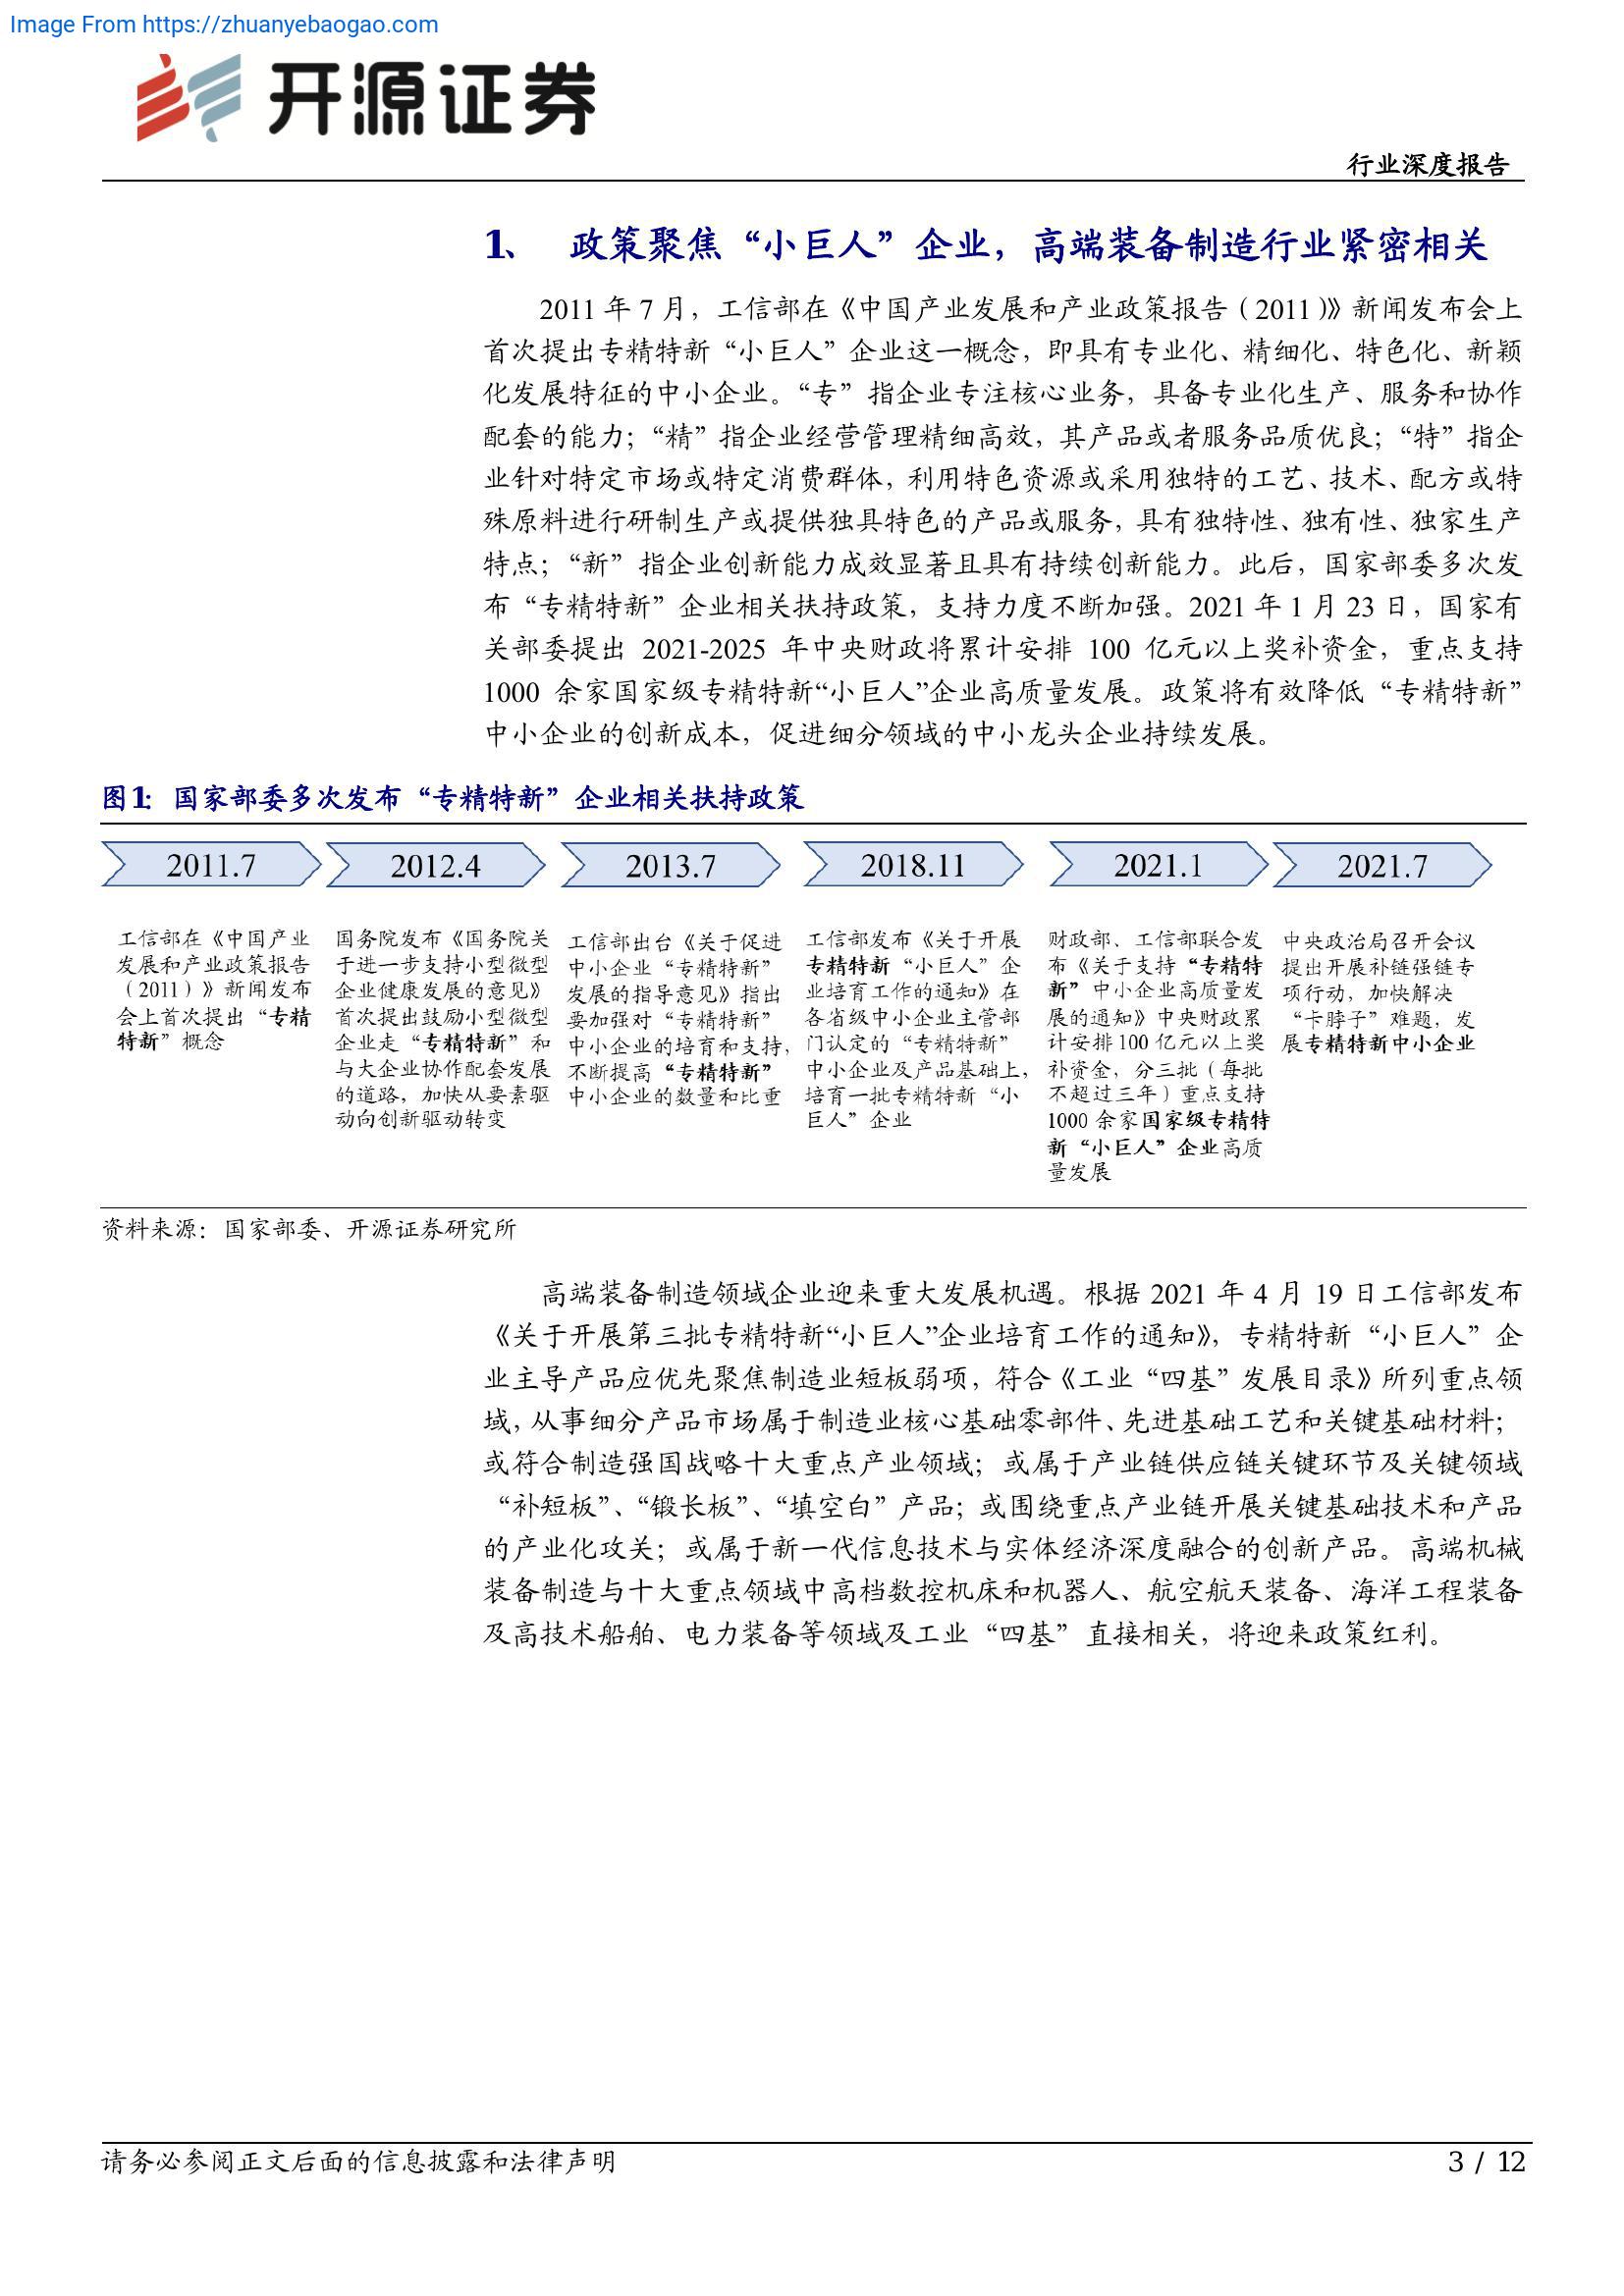 Image From https://zhuanyebaogao.com
开源证券
行业深度报告
1、 政策聚焦“小巨人”企业，高端装备制造行业紧密相关
2011 年 7 月，工信部在《中国产业发展和产业政策报告（2011）》新闻发布会上
首次提出专精特新“小巨人”企业这一概念，即具有专业化、精细化、特色化、新颖
化发展特征的中小企业。“专”指企业专注核心业务，具备专业化生产、服务和协作
配套的能力；“精”指企业经营管理精细高效，其产品或者服务品质优良；“特”指企
业针对特定市场或特定消费群体，利用特色资源或采用独特的工艺、技术、配方或特
殊原料进行研制生产或提供独具特色的产品或服务，具有独特性、独有性、独家生产
特点；“新”指企业创新能力成效显著且具有持续创新能力。此后，国家部委多次发
布“专精特新”企业相关扶持政策，支持力度不断加强。2021 年 1 月 23 日，国家有
关部委提出 2021-2025 年中央财政将累计安排 100 亿元以上奖补资金，重点支持
1000 余家国家级专精特新“小巨人”企业高质量发展。政策将有效降低“专精特新”
中小企业的创新成本，促进细分领域的中小龙头企业持续发展。
图1：国家部委多次发布“专精特新”企业相关扶持政策
2011.7
2012.4
2013.7
2018.11
2021.1
2021.7
工信部在《中国产业
发展和产业政策报告
（2011）》新闻发布
会上首次提出“专精
特新”概念
国务院发布《国务院关
于进一步支持小型微型
企业健康发展的意见》
首次提出鼓励小型微型
企业走“专精特新”和
与大企业协作配套发展
的道路，加快从要素驱
动向创新驱动转变
工信部出台《关于促进
中小企业“专精特新”
发展的指导意见》指出
要加强对“专精特新”
中小企业的培育和支持，
不断提高“专精特新”
中小企业的数量和比重
工信部发布《关于开展
专精特新“小巨人”企
业培育工作的通知》在
各省级中小企业主管部
门认定的“专精特新”
中小企业及产品基础上，
培育一批专精特新“小
巨人”企业
财政部、工信部联合发
布《关于支持“专精特
新”中小企业高质量发
展的通知》中央财政累
计安排100 亿元以上奖
补资金，分三批（每批
不超过三年）重点支持
1000 余家国家级专精特
新“小巨人”企业高质
量发展
中央政治局召开会议
提出开展补链强链专
项行动，加快解决
“卡脖子”难题，发
展专精特新中小企业
资料来源：国家部委、开源证券研究所
高端装备制造领域企业迎来重大发展机遇。根据 2021 年 4 月 19 日工信部发布
《关于开展第三批专精特新“小巨人”企业培育工作的通知》，专精特新“小巨人”企
业主导产品应优先聚焦制造业短板弱项，符合《工业“四基”发展目录》所列重点领
域，从事细分产品市场属于制造业核心基础零部件、先进基础工艺和关键基础材料；
或符合制造强国战略十大重点产业领域；或属于产业链供应链关键环节及关键领域
“补短板”、“锻长板”、“填空白”产品；或围绕重点产业链开展关键基础技术和产品
的产业化攻关；或属于新一代信息技术与实体经济深度融合的创新产品。高端机械
装备制造与十大重点领域中高档数控机床和机器人、航空航天装备、海洋工程装备
及高技术船舶、电力装备等领域及工业“四基”直接相关，将迎来政策红利。
请务必参阅正文后面的信息披露和法律声明
3 / 12